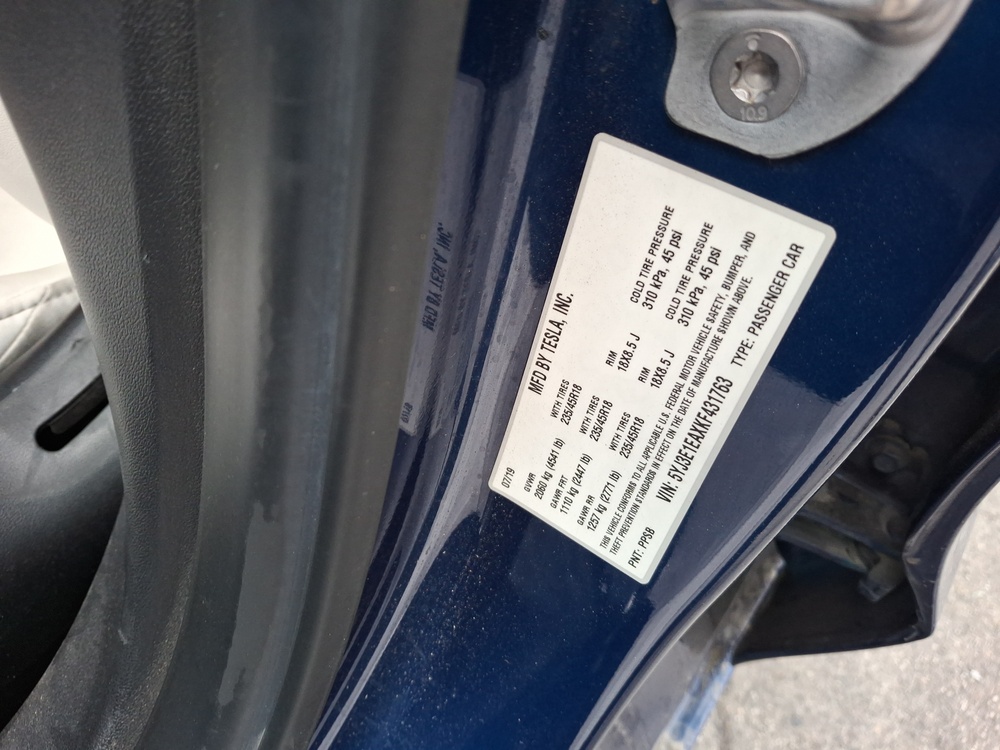 MFD BY TESLA, INC.
07/19
GVWR WITH TIRES RIM COLD TIRE PRESSURE
2060 kg (4541 lb) 235/45R18 18X8.5 J 310 kPa, 45 psi
GAWR FRT WITH TIRES RIM COLD TIRE PRESSURE
1110 kg (2447 lb) 235/45R18 18X8.5 J 310 kPa, 45 psi
GAWR RR WITH TIRES
1257 kg (2771 lb) 235/45R18
THIS VEHICLE CONFORMS TO ALL APPLICABLE U.S. FEDERAL MOTOR VEHICLE SAFETY, BUMPER, AND
THEFT PREVENTION STANDARDS IN EFFECT ON THE DATE OF MANUFACTURE SHOWN ABOVE.
VIN: 5YJ3E1EAXKF431763 TYPE: PASSENGER CAR
PNT: PPSB
10.9